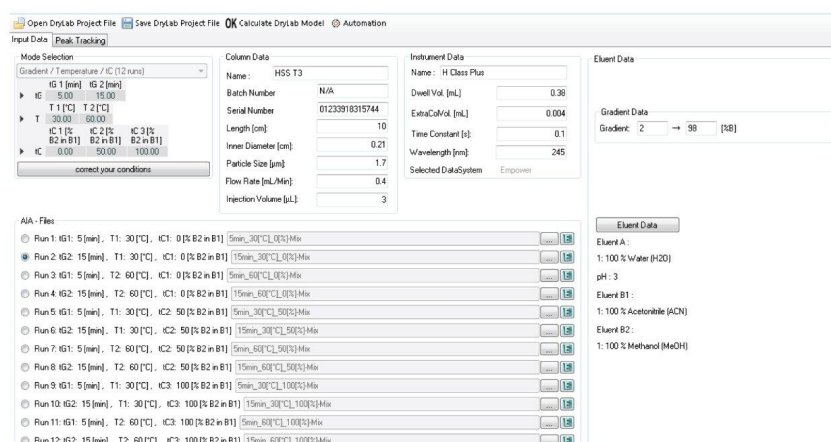 Open DryLab Project File Save DryLab Project File OK Calculate DryLab Model Automation
Input Data Peak Tracking
Mode Selection
Gradient / Temperature / tC (12 runs)
tG 1 [min] tG 2 [min]
tG 5.00 15.00
T 1 [°C] T 2 [°C]
T 30.00 60.00
tC 1 [% B2 in B1] tC 2 [% B2 in B1] tC 3 [% B2 in B1]
tC 0.00 50.00 100.00
correct your conditions
Column Data
Name : HSS T3
Batch Number N/A
Serial Number 01233918315744
Length [cm]: 10
Inner Diameter [cm]: 0.21
Particle Size [µm]: 1.7
Flow Rate [mL/Min]: 0.4
Injection Volume [µL]: 3
Instrument Data
Name : H Class Plus
Dwell Vol. [mL] 0.38
ExtraColVol. [mL] 0.004
Time Constant [s]: 0.1
Wavelength [nm]: 245
Selected DataSystem Empower
Eluent Data
Gradient Data
Gradient: 2 → 98 [%B]
AIA - Files
Run 1: tG1: 5 [min] , T1: 30 [°C] , tC1: 0 [% B2 in B1] 5min_30[°C]_0[%]-Mix ...
Run 2: tG2: 15 [min] , T1: 30 [°C] , tC1: 0 [% B2 in B1] 15min_30[°C]_0[%]-Mix ...
Run 3: tG1: 5 [min] , T2: 60 [°C] , tC1: 0 [% B2 in B1] 5min_60[°C]_0[%]-Mix ...
Run 4: tG2: 15 [min] , T2: 60 [°C] , tC1: 0 [% B2 in B1] 15min_60[°C]_0[%]-Mix ...
Run 5: tG1: 5 [min] , T1: 30 [°C] , tC2: 50 [% B2 in B1] 5min_30[°C]_50[%]-Mix ...
Run 6: tG2: 15 [min] , T1: 30 [°C] , tC2: 50 [% B2 in B1] 15min_30[°C]_50[%]-Mix ...
Run 7: tG1: 5 [min] , T2: 60 [°C] , tC2: 50 [% B2 in B1] 5min_60[°C]_50[%]-Mix ...
Run 8: tG2: 15 [min] , T2: 60 [°C] , tC2: 50 [% B2 in B1] 15min_60[°C]_50[%]-Mix ...
Run 9: tG1: 5 [min] , T1: 30 [°C] , tC3: 100 [% B2 in B1] 5min_30[°C]_100[%]-Mix ...
Run 10: tG2: 15 [min] , T1: 30 [°C] , tC3: 100 [% B2 in B1] 15min_30[°C]_100[%]-Mix ...
Run 11: tG1: 5 [min] , T2: 60 [°C] , tC3: 100 [% B2 in B1] 5min_60[°C]_100[%]-Mix ...
Run 12: tG2: 15 [min] , T2: 60 [°C] , tC3: 100 [% B2 in B1] 15min_60[°C]_100[%]-Mix ...
Eluent Data
Eluent A :
1: 100 % Water (H2O)
pH : 3
Eluent B1 :
1: 100 % Acetonitrile (ACN)
Eluent B2 :
1: 100 % Methanol (MeOH)